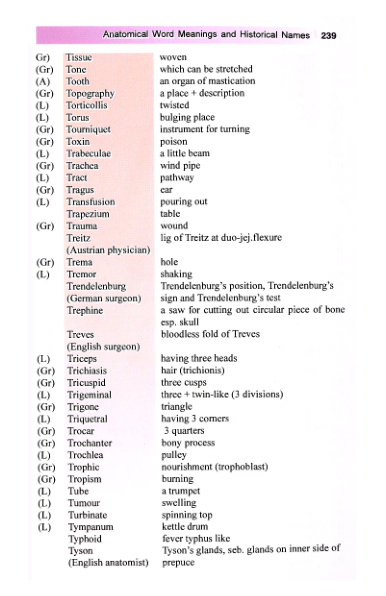 Anatomical Word Meanings and Historical Names 239
Gr) Tissue woven
(Gr) Tone which can be stretched
(A) Tooth an organ of mastication
(Gr) Topography a place + description
(L) Torticollis twisted
(L) Torus bulging place
(Gr) Tourniquet instrument for turning
(Gr) Toxin poison
(L) Trabeculae a little beam
(Gr) Trachea wind pipe
(L) Tract pathway
(Gr) Tragus ear
(L) Transfusion pouring out
Trapezium table
(Gr) Trauma wound
Treitz lig of Treitz at duo-jej.flexure
(Austrian physician)
(Gr) Trema hole
(L) Tremor shaking
Trendelenburg Trendelenburg's position, Trendelenburg's
(German surgeon) sign and Trendelenburg's test
Trephine a saw for cutting out circular piece of bone
esp. skull
Treves bloodless fold of Treves
(English surgeon)
(L) Triceps having three heads
(Gr) Trichiasis hair (trichionis)
(Gr) Tricuspid three cusps
(L) Trigeminal three + twin-like (3 divisions)
(Gr) Trigone triangle
(L) Triquetral having 3 corners
(Gr) Trocar 3 quarters
(Gr) Trochanter bony process
(L) Trochlea pulley
(Gr) Trophic nourishment (trophoblast)
(Gr) Tropism burning
(L) Tube a trumpet
(L) Tumour swelling
(L) Turbinate spinning top
(L) Tympanum kettle drum
Typhoid fever typhus like
Tyson Tyson's glands, seb. glands on inner side of
(English anatomist) prepuce